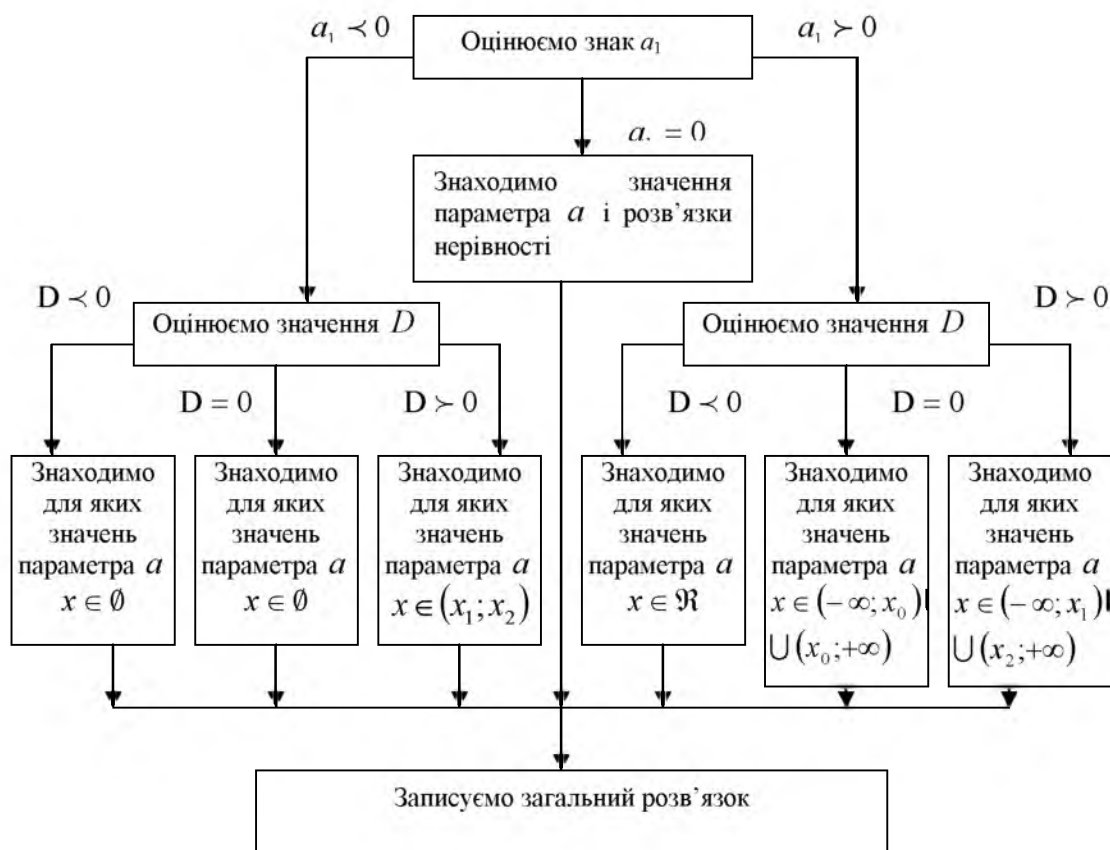 a₁ ≺ 0
Оцінюємо знак a₁
a₁ ≻ 0
a. = 0
Знаходимо значення
параметра a і розв’язки
нерівності
D ≺ 0
Оцінюємо значення D
D = 0
D ≻ 0
Оцінюємо значення D
D ≻ 0
D ≺ 0
D = 0
Знаходимо
для яких
значень
параметра a
x ∈ ∅
Знаходимо
для яких
значень
параметра a
x ∈ ∅
Знаходимо
для яких
значень
параметра a
x ∈ (x₁; x₂)
Знаходимо
для яких
значень
параметра a
x ∈ ℜ
Знаходимо
для яких
значень
параметра a
x ∈ (− ∞; x₀)
∪ (x₀;+∞)
Знаходимо
для яких
значень
параметра a
x ∈ (− ∞; x₁)
∪ (x₂;+∞)
Записуємо загальний розв’язок